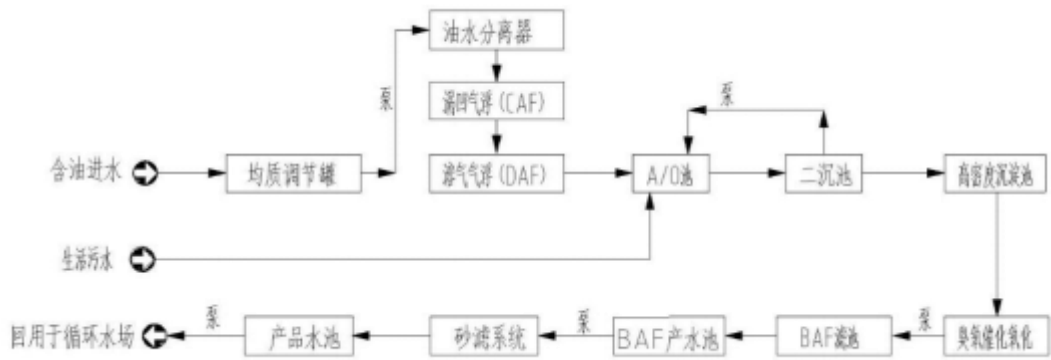 油水分离器
泵
涡凹气浮(CAF)
泵
含油进水
均质调节罐
溶气气浮(DAF)
A/O池
二沉池
高密度沉淀池
生活污水
回用于循环水场
泵
产品水池
砂滤系统
泵
BAF产水池
BAF滤池
泵
臭氧催化氧化